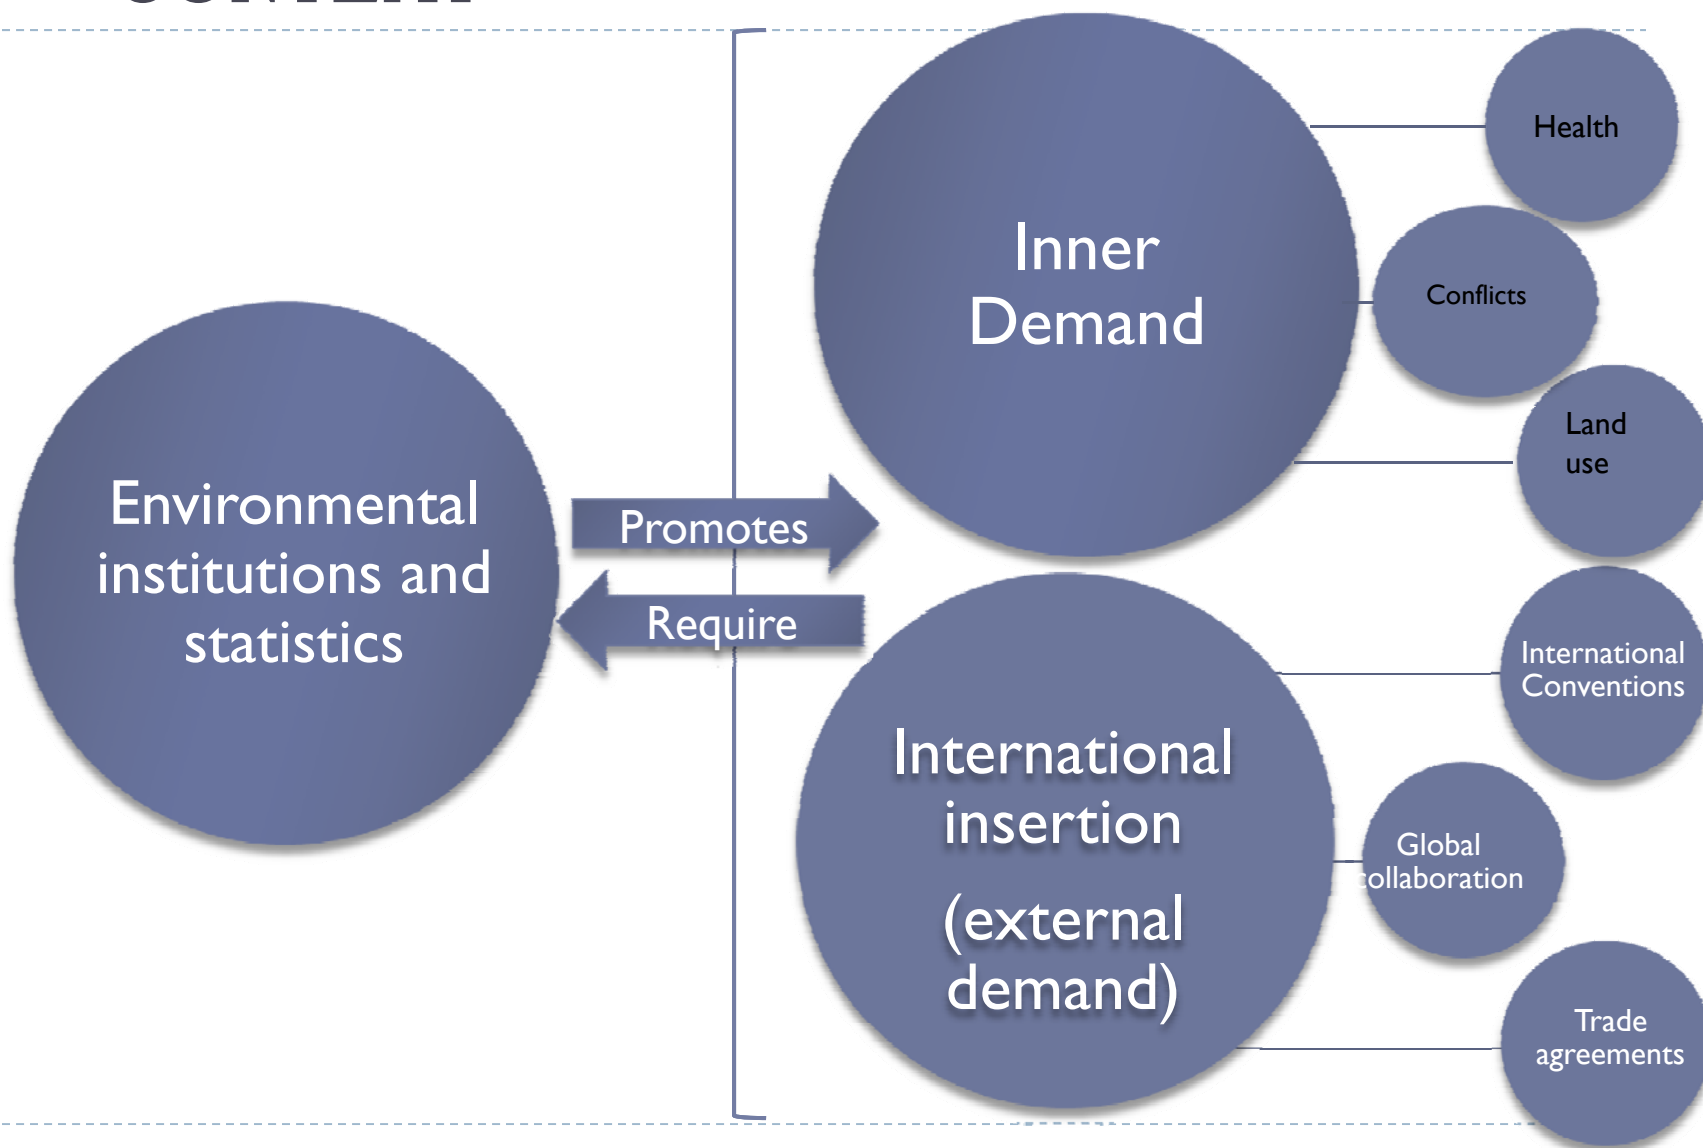 Inner
Demand
Health
Conflicts
Land
use
Environmental
institutions and
statistics
Promotes
Require
International
insertion
(external
demand)
International
Conventions
Global
collaboration
Trade
agreements